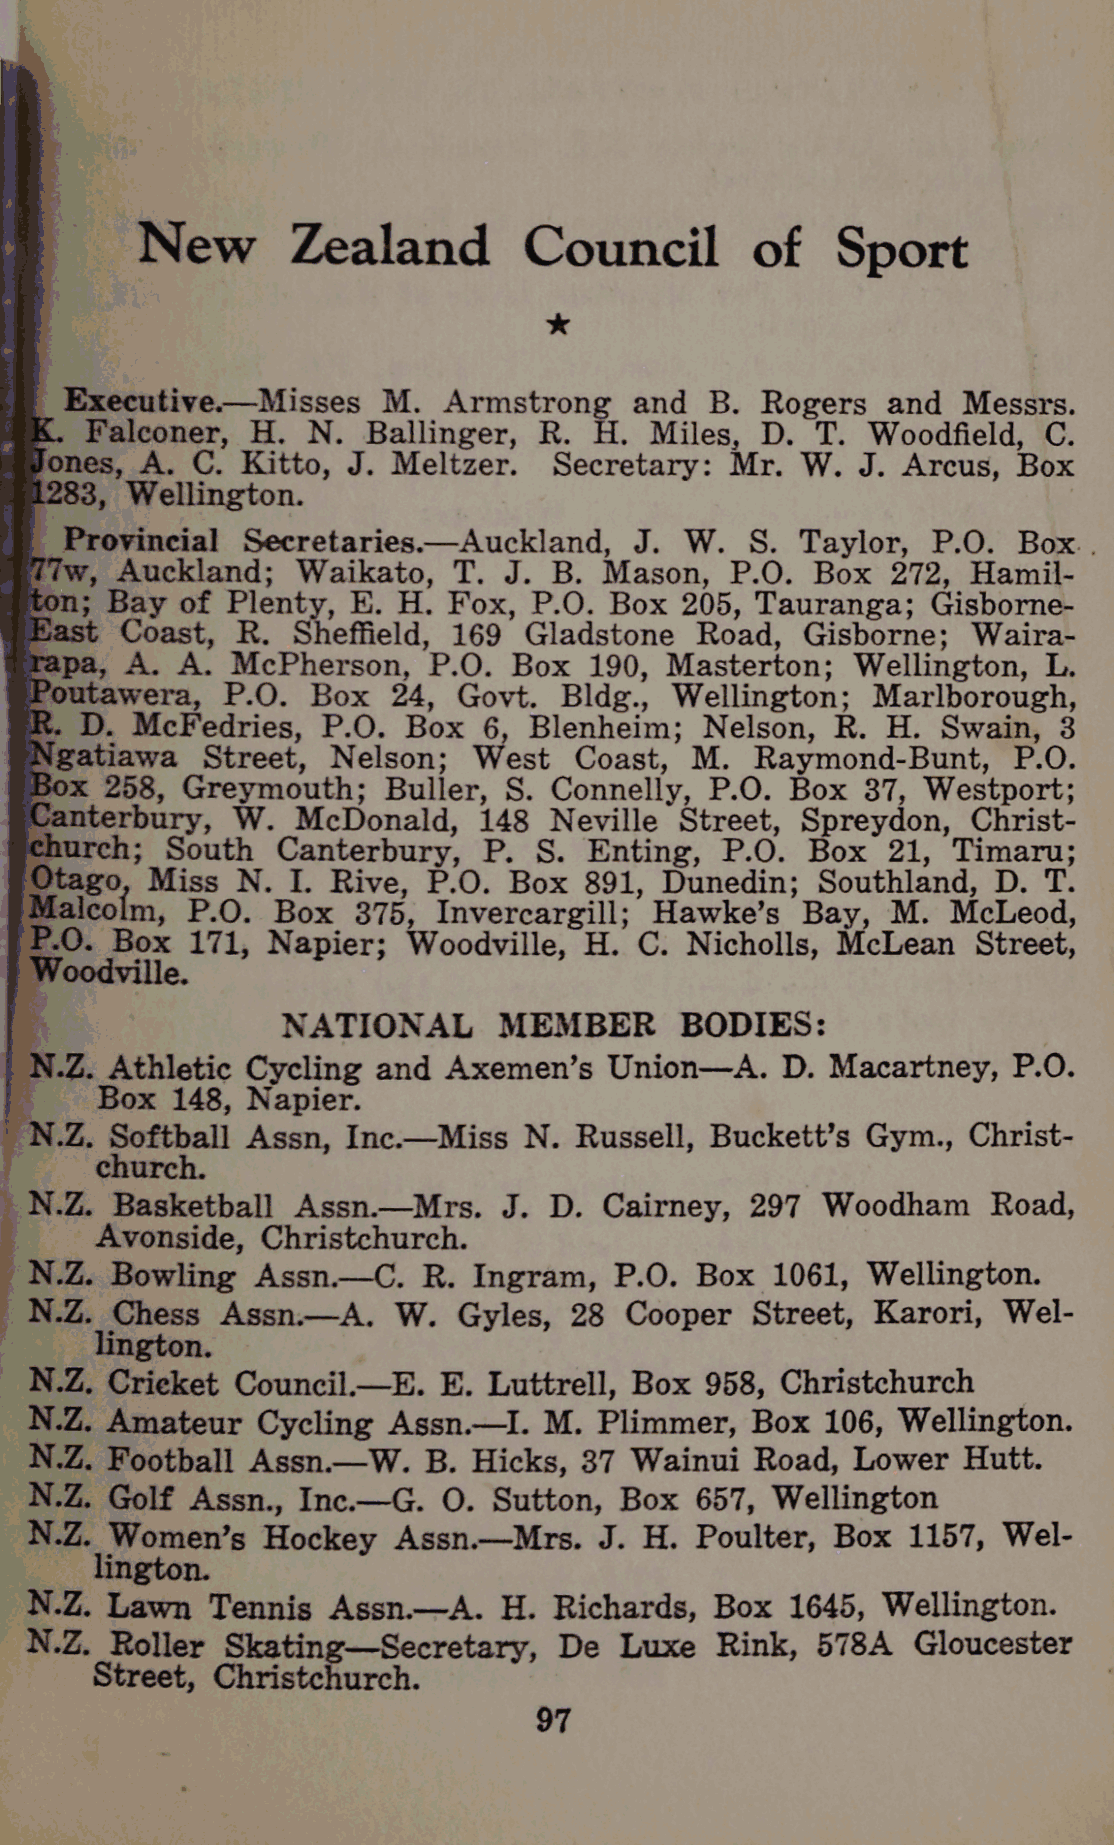 New Zealand Council of Sport
★
Executive.—Misses M. Armstrong and B. Rogers and Messrs.
K. Falconer, H. N. Ballinger, R. H. Miles, D. T. Woodfield, C.
Jones, A. C. Kitto, J. Meltzer. Secretary: Mr. W. J. Arcus, Box
1283, Wellington.
Provincial Secretaries.—Auckland, J. W. S. Taylor, P.O. Box
77w, Auckland; Waikato, T. J. B. Mason, P.O. Box 272, Hamil-
ton; Bay of Plenty, E. H. Fox, P.O. Box 205, Tauranga; Gisborne-
East Coast, R. Sheffield, 169 Gladstone Road, Gisborne; Waira-
rapa, A. A. McPherson, P.O. Box 190, Masterton; Wellington, L.
Poutawera, P.O. Box 24, Govt. Bldg., Wellington; Marlborough,
R. D. McFedries, P.O. Box 6, Blenheim; Nelson, R. H. Swain, 3
Ngatiawa Street, Nelson; West Coast, M. Raymond-Bunt, P.O.
Box 258, Greymouth; Buller, S. Connelly, P.O. Box 37, Westport;
Canterbury, W. McDonald, 148 Neville Street, Spreydon, Christ-
church; South Canterbury, P. S. Enting, P.O. Box 21, Timaru;
Otago, Miss N. I. Rive, P.O. Box 891, Dunedin; Southland, D. T.
Malcolm, P.O. Box 375, Invercargill; Hawke's Bay, M. McLeod,
P.O. Box 171, Napier; Woodville, H. C. Nicholls, McLean Street,
Woodville.
NATIONAL MEMBER BODIES:
N.Z. Athletic Cycling and Axemen's Union—A. D. Macartney, P.O.
Box 148, Napier.
N.Z. Softball Assn, Inc.—Miss N. Russell, Buckett's Gym., Christ-
church.
N.Z. Basketball Assn.—Mrs. J. D. Cairney, 297 Woodham Road,
Avonside, Christchurch.
N.Z. Bowling Assn.—C. R. Ingram, P.O. Box 1061, Wellington.
N.Z. Chess Assn.—A. W. Gyles, 28 Cooper Street, Karori, Wel-
lington.
N.Z. Cricket Council.—E. E. Luttrell, Box 958, Christchurch
N.Z. Amateur Cycling Assn.—I. M. Plimmer, Box 106, Wellington.
N.Z. Football Assn.—W. B. Hicks, 37 Wainui Road, Lower Hutt.
N.Z. Golf Assn., Inc.—G. O. Sutton, Box 657, Wellington
N.Z. Women's Hockey Assn.—Mrs. J. H. Poulter, Box 1157, Wel-
lington.
N.Z. Lawn Tennis Assn.—A. H. Richards, Box 1645, Wellington.
N.Z. Roller Skating—Secretary, De Luxe Rink, 578A Gloucester
Street, Christchurch.
97